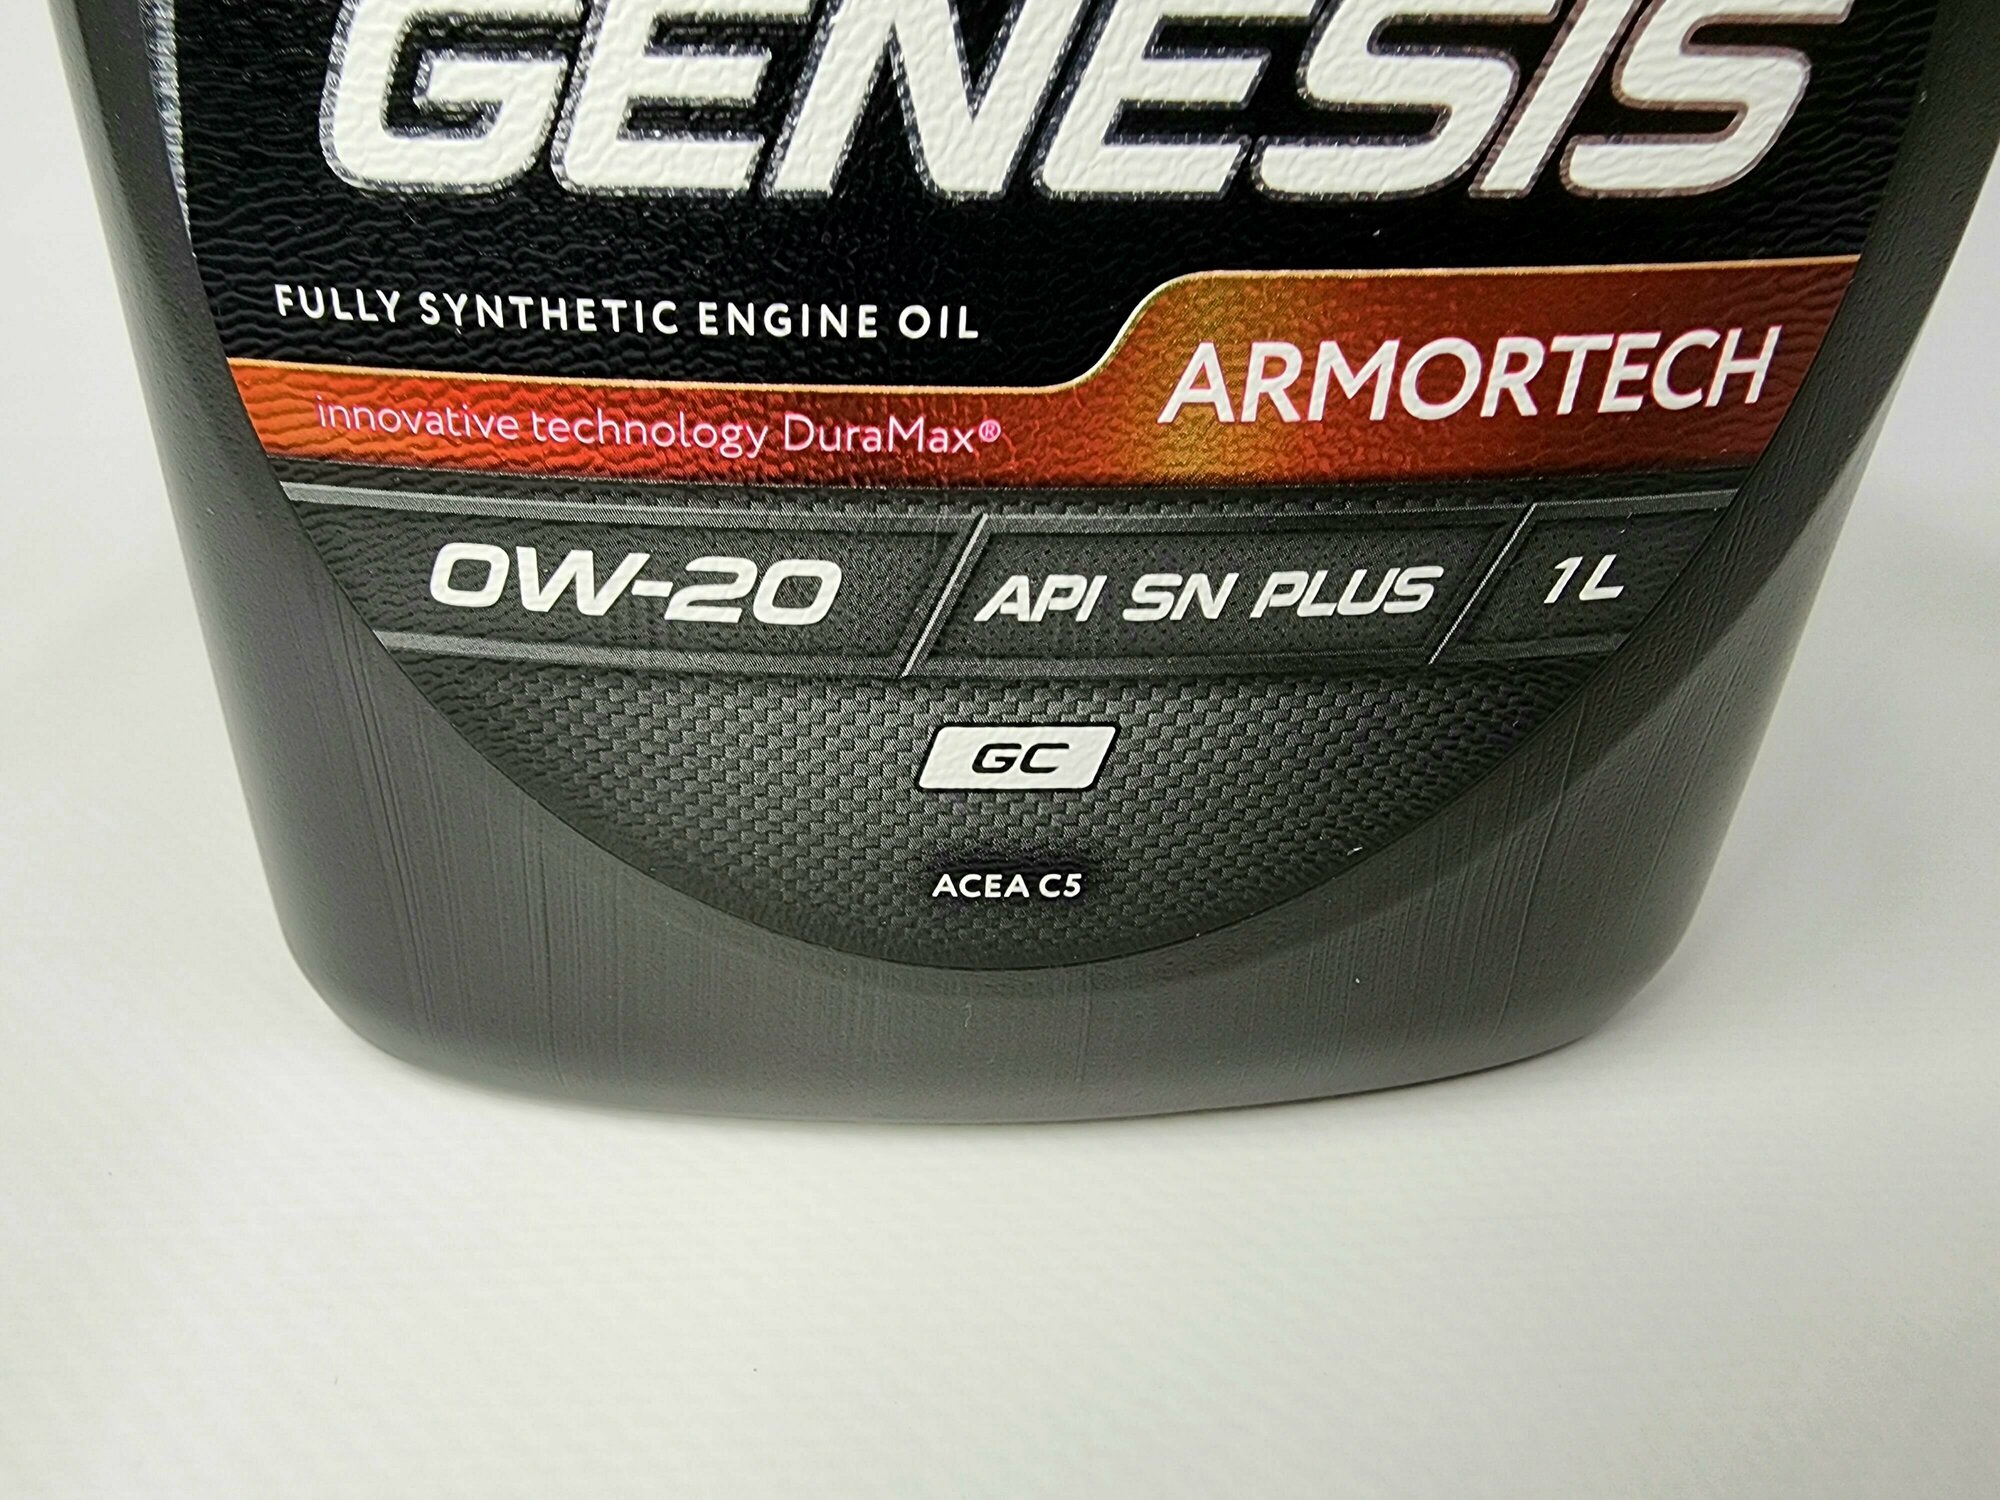 GENESIS
FULLY SYNTHETIC ENGINE OIL
ARMORTECH
innovative technology DuraMax®
0W-20 API SN PLUS 1L
GC
ACEA C5